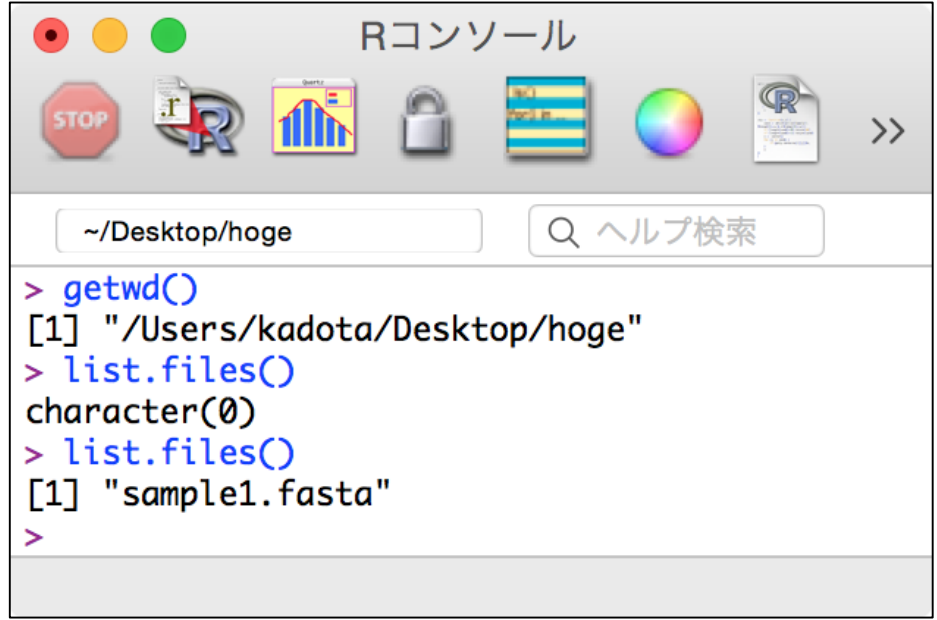 Rコンソール
STOP
.r R
Quartz
R
~/Desktop/hoge
ヘルプ検索
> getwd()
[1] "/Users/kadota/Desktop/hoge"
> list.files()
character(0)
> list.files()
[1] "sample1.fasta"
>